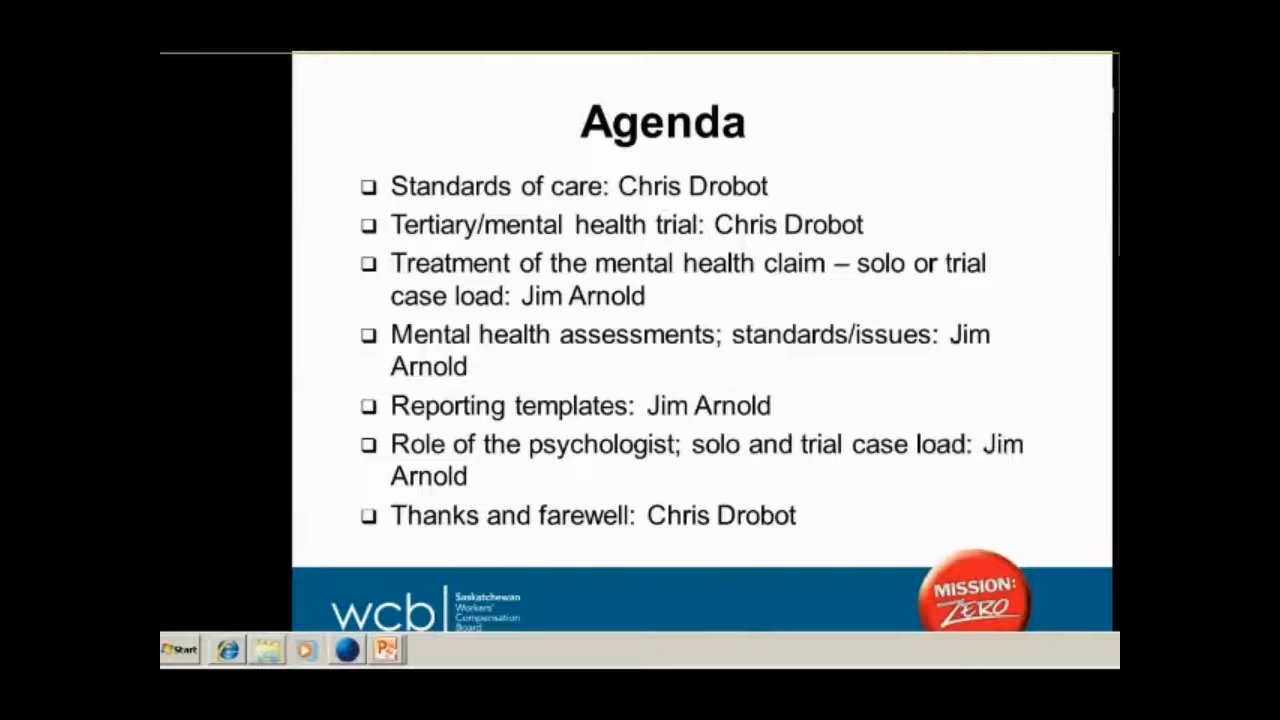 Agenda
Standards of care: Chris Drobot
Tertiary/mental health trial: Chris Drobot
Treatment of the mental health claim – solo or trial
case load: Jim Arnold
Mental health assessments; standards/issues: Jim
Arnold
Reporting templates: Jim Arnold
Role of the psychologist; solo and trial case load: Jim
Arnold
Thanks and farewell: Chris Drobot
wcb
Saskatchewan
Workers'
Compensation
Board
MISSION:
ZERO
Start